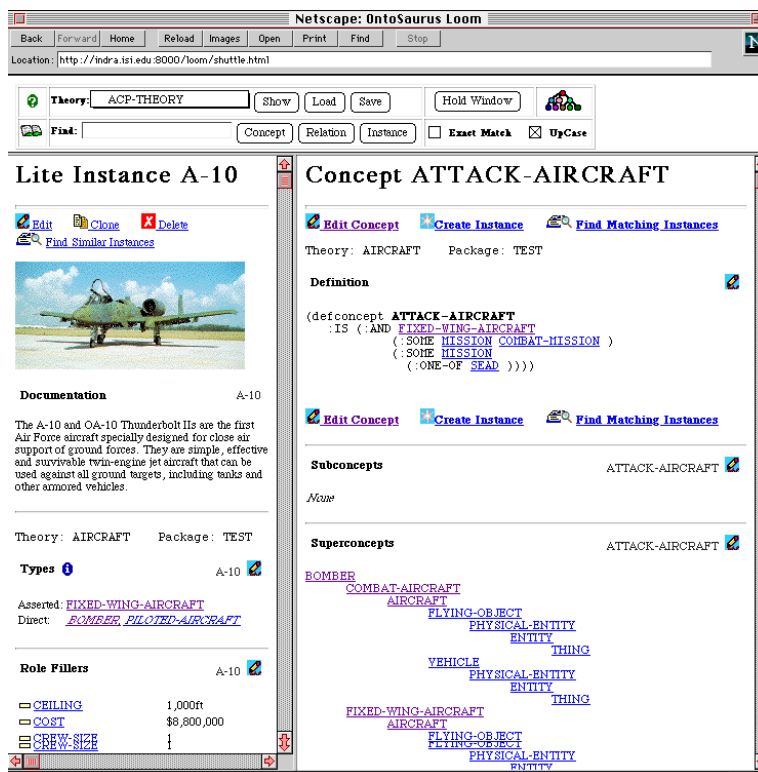 Netscape: OntoSaurus Loom
Back Forward Home Reload Images Open Print Find Stop
Location: http://indra.isi.edu:8000/loom/shuttle.html
N
Theory: ACP-THEORY Show Load Save Hold Window
Find: Concept Relation Instance Exact Match UpCase
Lite Instance A-10
Edit Clone Delete
Find Similar Instances
Documentation A-10
The A-10 and OA-10 Thunderbolt IIs are the first
Air Force aircraft specially designed for close air
support of ground forces. They are simple, effective
and survivable twin-engine jet aircraft that can be
used against all ground targets, including tanks and
other armored vehicles.
Theory: AIRCRAFT Package: TEST
Types A-10
Asserted: FIXED-WING-AIRCRAFT
Direct: BOMBER, PILOTED-AIRCRAFT
Role Fillers A-10
CEILING 1,000ft
COST $8,800,000
CREW-SIZE 1
CREW-SIZE 1
Concept ATTACK-AIRCRAFT
Edit Concept Create Instance Find Matching Instances
Theory: AIRCRAFT Package: TEST
Definition
(defconcept ATTACK-AIRCRAFT
:IS (:AND FIXED-WING-AIRCRAFT
(:SOME MISSION COMBAT-MISSION )
(:SOME MISSION
(:ONE-OF SEAD ))))
Edit Concept Create Instance Find Matching Instances
Subconcepts ATTACK-AIRCRAFT
None
Superconcepts ATTACK-AIRCRAFT
BOMBER
COMBAT-AIRCRAFT
AIRCRAFT
FLYING-OBJECT
PHYSICAL-ENTITY
ENTITY
THING
VEHICLE
PHYSICAL-ENTITY
ENTITY
THING
FIXED-WING-AIRCRAFT
AIRCRAFT
FLYING-OBJECT
FLYING-OBJECT
PHYSICAL-ENTITY
ENTITY